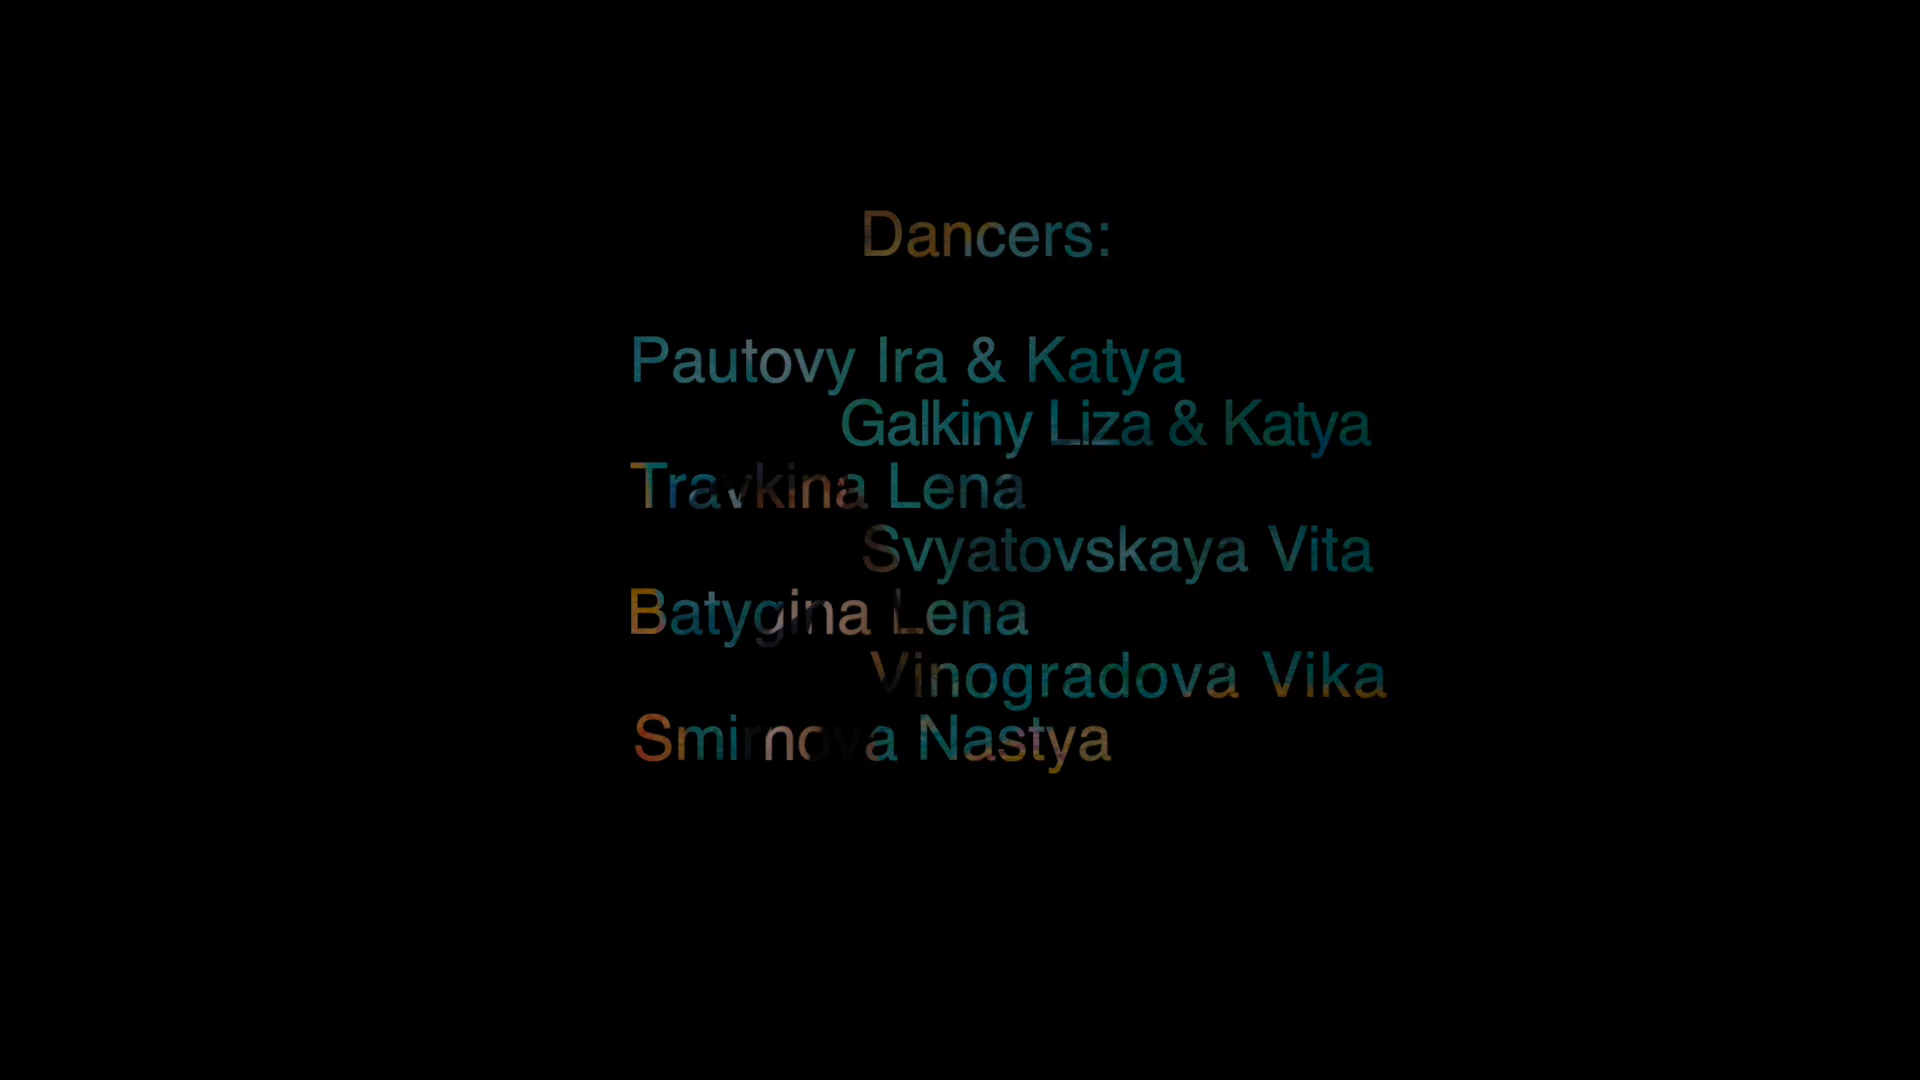 Dancers:
Pautovy Ira & Katya
Galkiny Liza & Katya
Travkina Lena
Svyatovskaya Vita
Batygina Lena
Vinogradova Vika
Smirnova Nastya